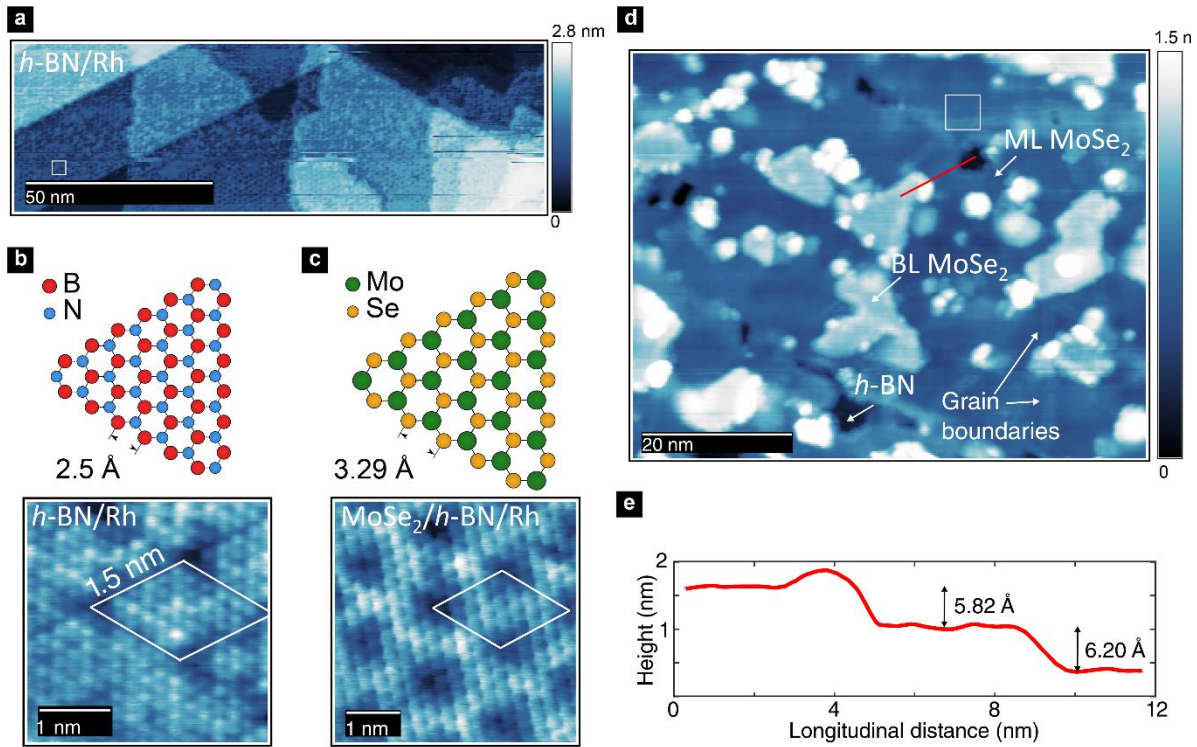 a
h-BN/Rh
50 nm
2.8 nm
0
b
B
N
2.5 Å
h-BN/Rh
1.5 nm
1 nm
c
Mo
Se
3.29 Å
MoSe₂/h-BN/Rh
1 nm
d
ML MoSe₂
BL MoSe₂
h-BN
Grain
boundaries
20 nm
1.5 n
0
e
Height (nm)
2
1
0
5.82 Å
6.20 Å
0 4 8 12
Longitudinal distance (nm)